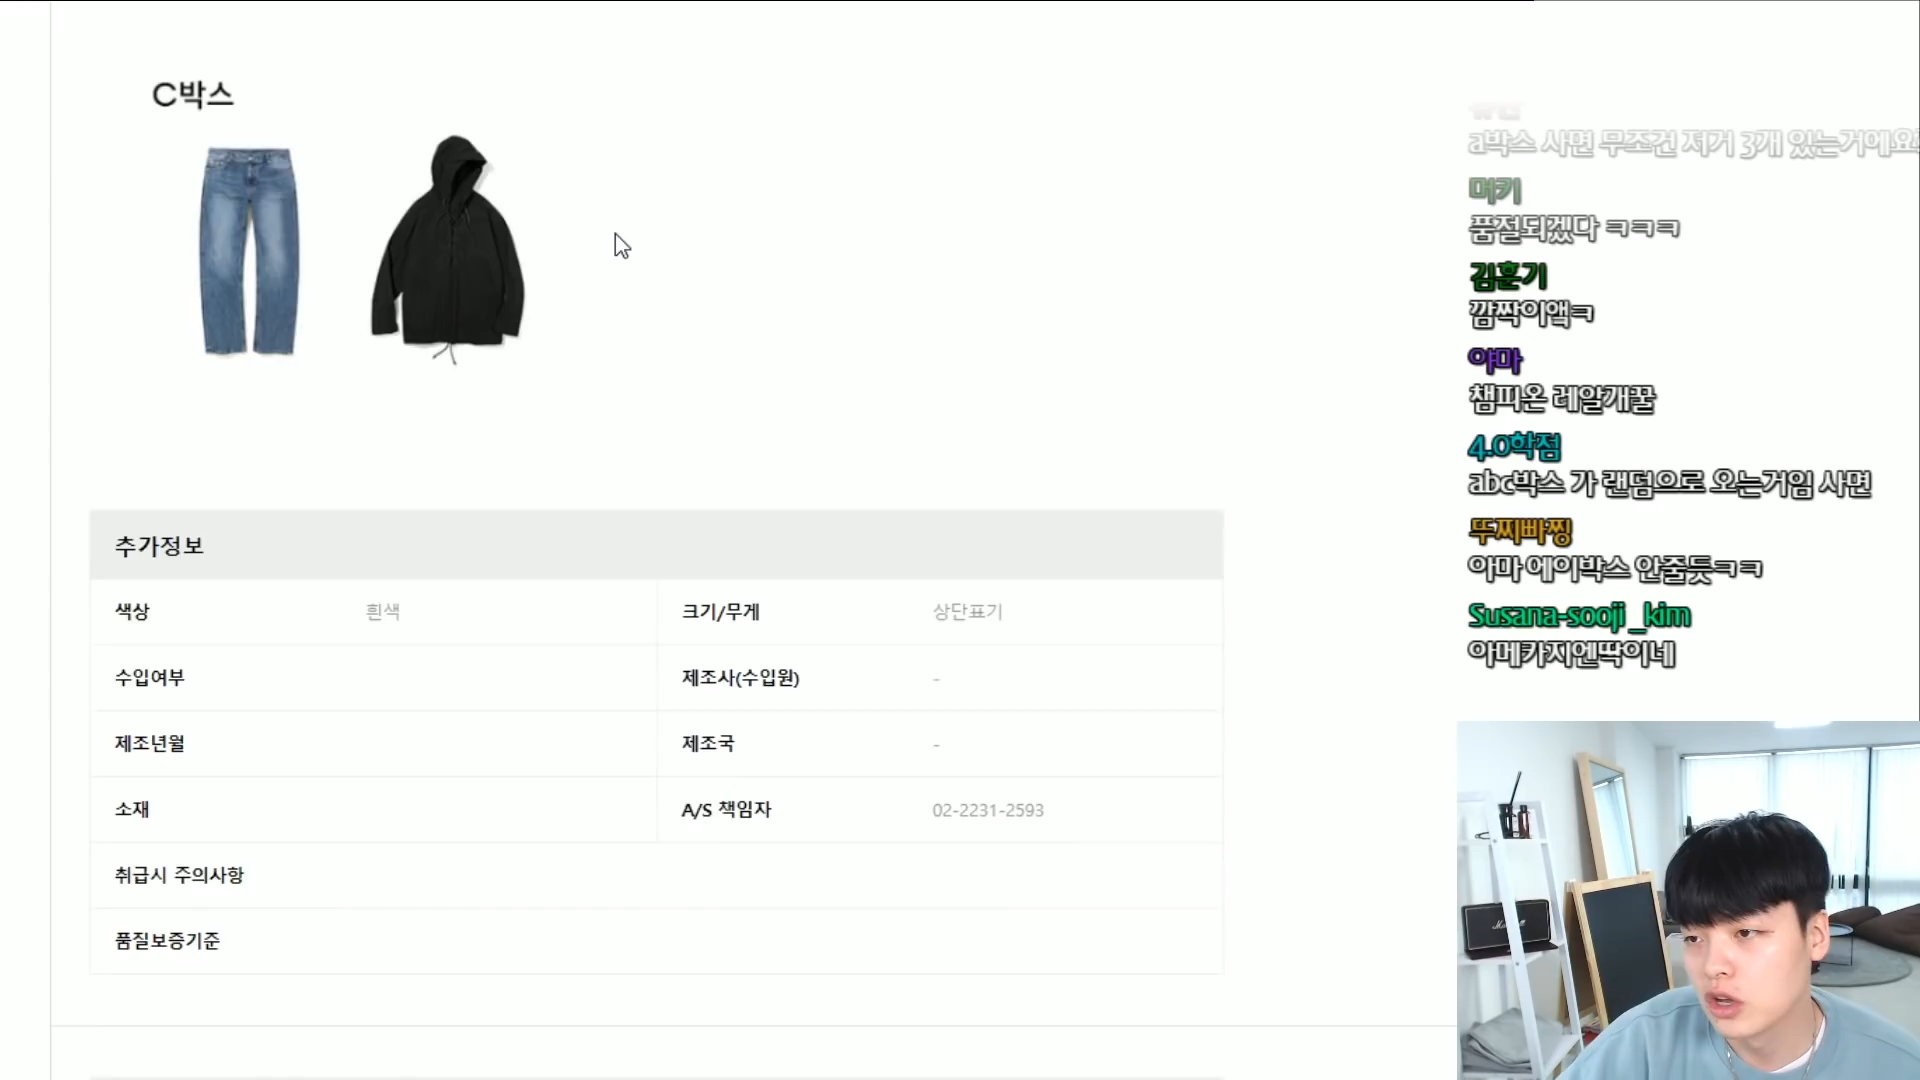 C박스
추가정보
색상 흰색 크기/무게 상단표기
수입여부 제조사(수입원) -
제조년월 제조국 -
소재 A/S 책임자 02-2231-2593
취급시 주의사항
품질보증기준
a박스 사면 무조건 저거 3개 있는거에요
머키
품절되겠다 ㅋㅋㅋ
김훈기
깜짝이앸ㅋ
야마
챔피온 레알개꿀
4.0학점
abc박스 가 랜덤으로 오는거임 사면
뚜찌빠찡
아마 에이박스 안줄듯ㅋㅋ
Susana-sooji_kim
아메카지엔딱이네
Marshall